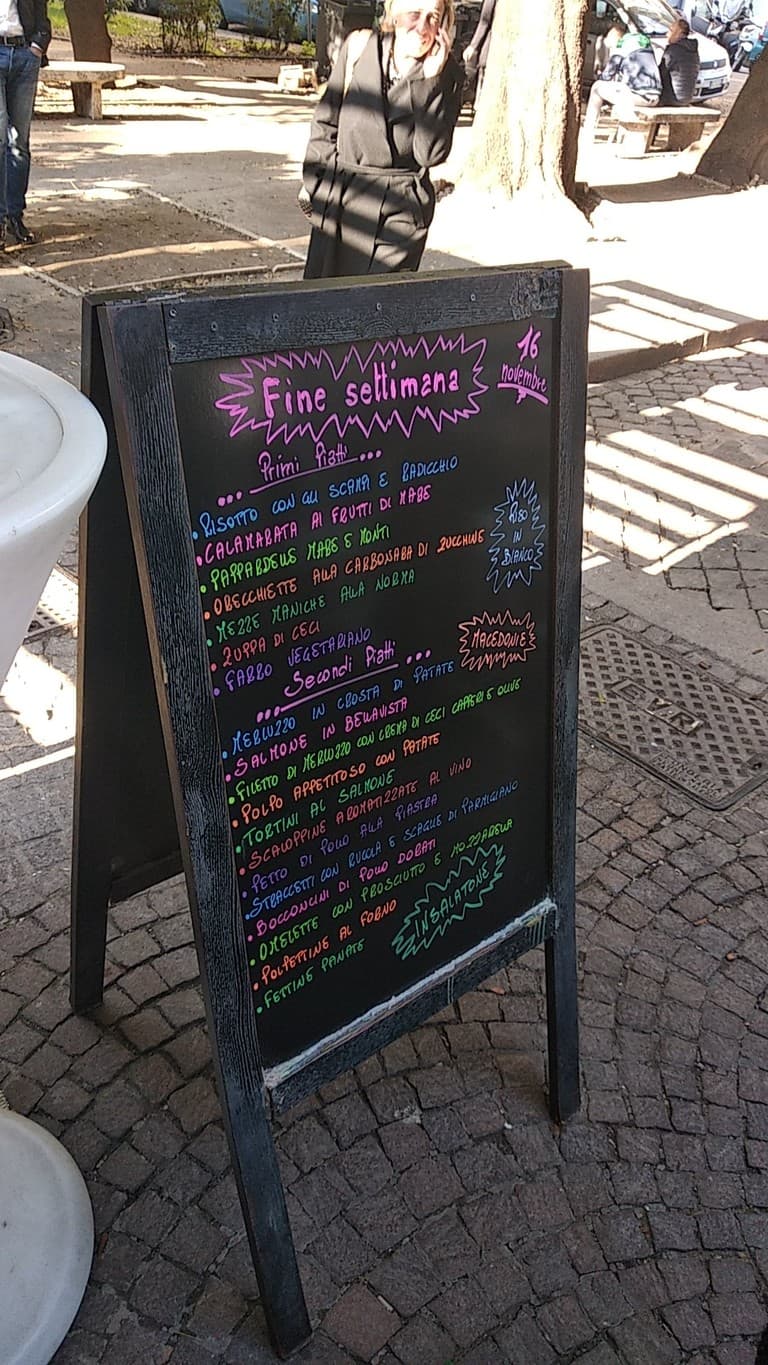 Fine settimana
16
novembre
Primi Piatti ...
RISOTTO CON GLI SCAMPI E RADICCHIO
CALAMARATA AI FRUTTI DI MARE
PAPPARDELLE MARE E MONTI
ORECCHIETTE ALLA CARBONARA DI ZUCCHINE
MEZZE MANICHE ALLA NORMA
ZUPPA DI CECI
FARRO VEGETARIANO
RISO
IN
BIANCO
... Secondi Piatti ...
MACEDONIE
MERLUZZO IN CROSTA DI PATATE
SALMONE IN BELLAVISTA
FILETTO DI MERLUZZO CON CREMA DI CECI CAPPERI E OLIVE
POLPO APPETITOSO CON PATATE
TORTINI AL SALMONE
SCALOPPINE AROMATIZZATE AL VINO
PETTO DI POLLO ALLA PIASTRA
STRACCETTI CON RUCOLA E SCAGLIE DI PARMIGIANO
BOCCONCINI DI POLLO DORATI
OMELETTE CON PROSCIUTTO E MOZZARELLA
POLPETTINE AL FORNO
FETTINE PANATE
INSALATONE